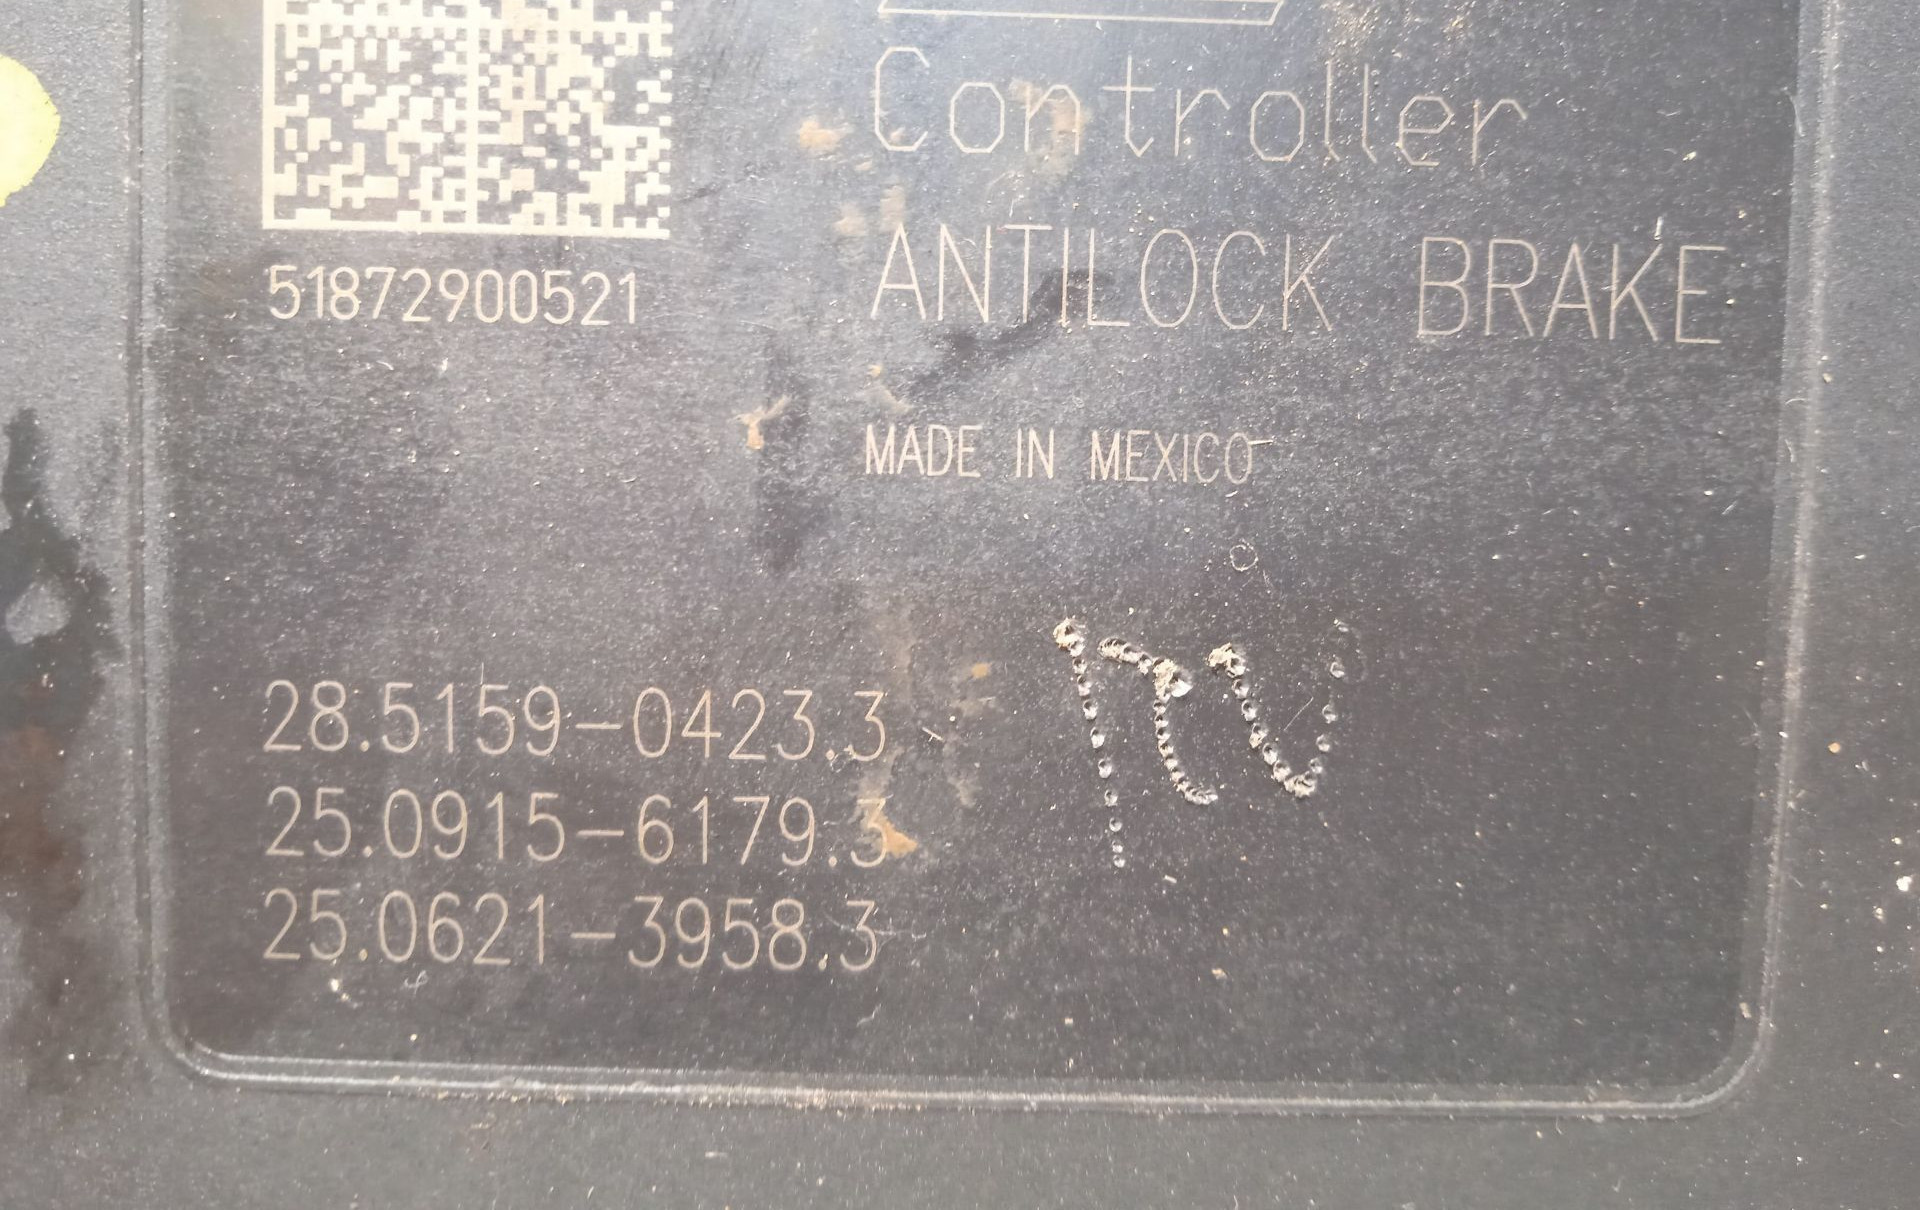 Controller
ANTILOCK BRAKE
51872900521
MADE IN MEXICO
28.5159-0423.3
25.0915-6179.3
25.0621-3958.3